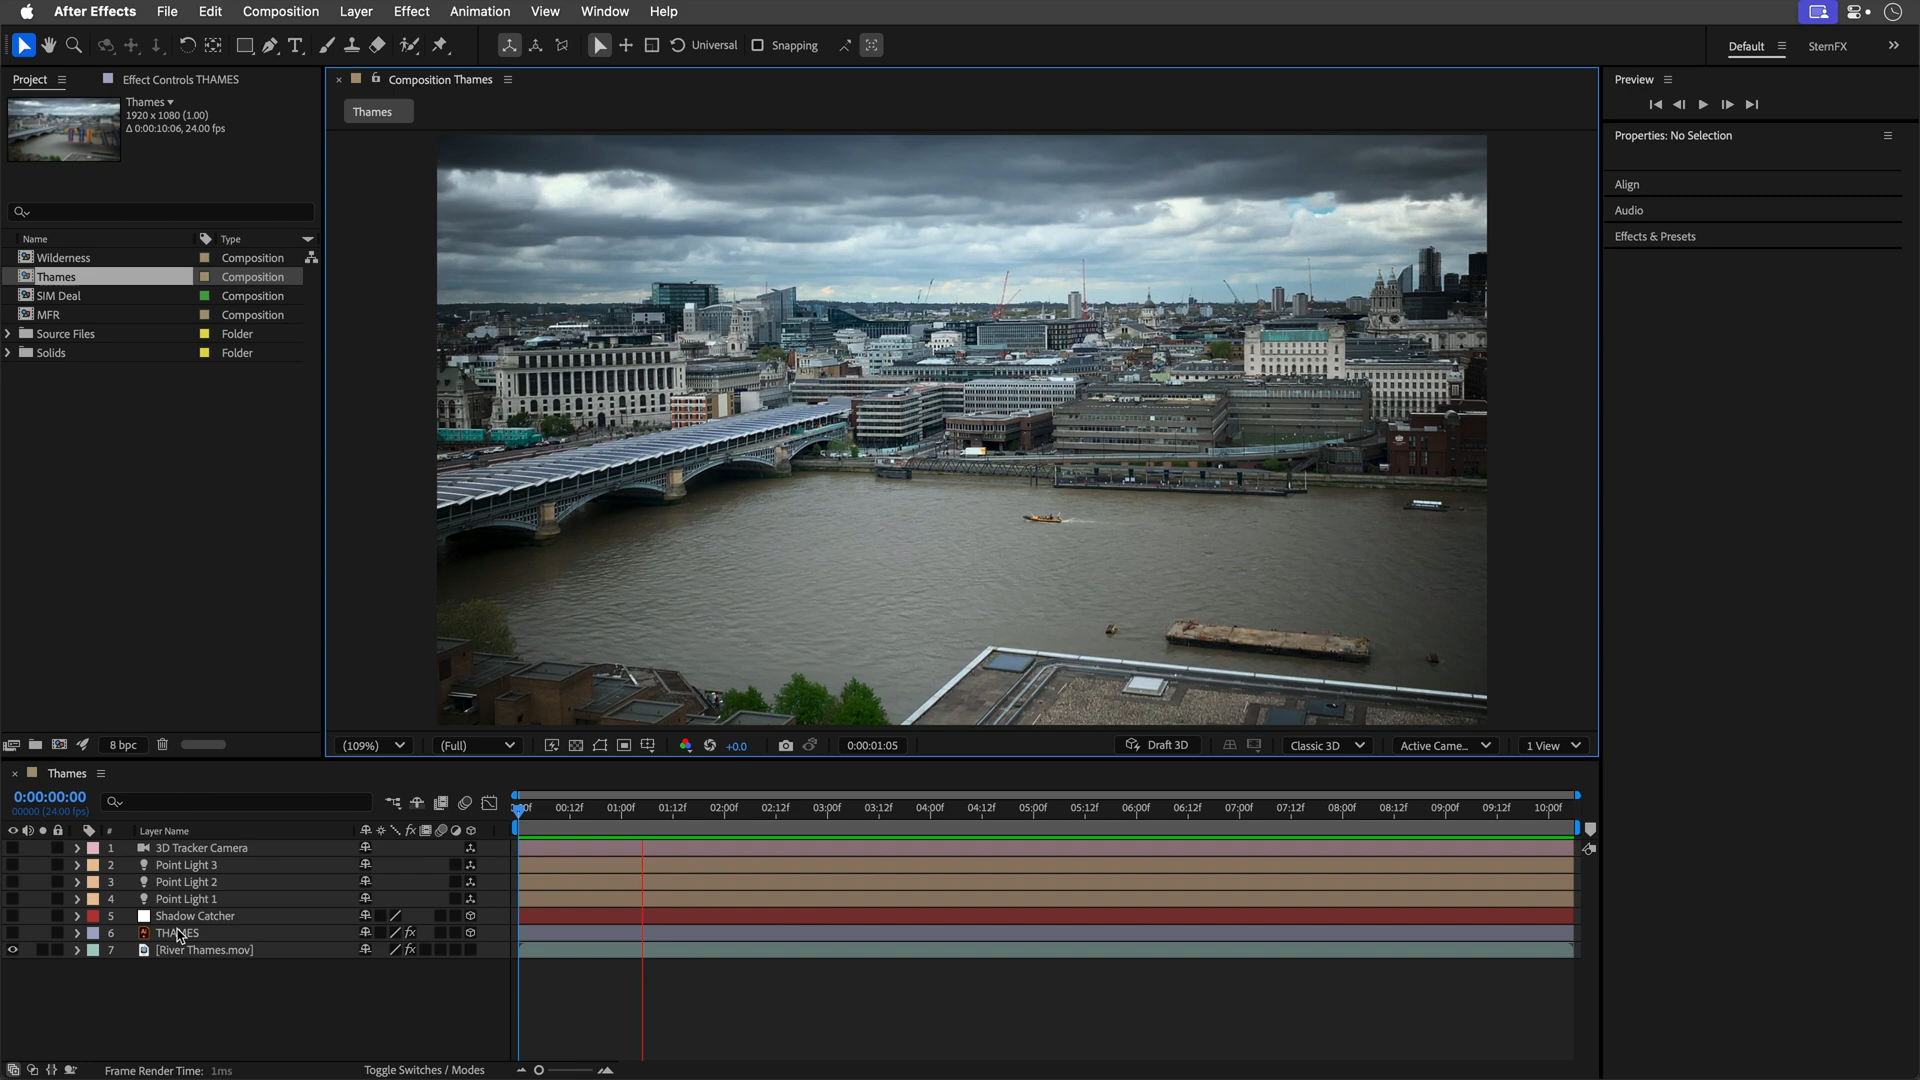 After Effects File Edit Composition Layer Effect Animation View Window Help
Universal Snapping Default SternFX
Project Effect Controls THAMES
Thames
1920 x 1080 (1.00)
Δ 0:00:10:06, 24.00 fps
Name Type
Wilderness Composition
Thames Composition
SIM Deal Composition
MFR Composition
Source Files Folder
Solids Folder
8 bpc
Composition Thames
Thames
(109%) (Full) +0.0 0:00:01:05 Draft 3D Classic 3D Active Came... 1 View
Preview
Properties: No Selection
Align
Audio
Effects & Presets
Thames
0:00:00:00
00000 (24.00 fps)
00:12f 01:00f 01:12f 02:00f 02:12f 03:00f 03:12f 04:00f 04:12f 05:00f 05:12f 06:00f 06:12f 07:00f 07:12f 08:00f 08:12f 09:00f 09:12f 10:00f
# Layer Name
1 3D Tracker Camera
2 Point Light 3
3 Point Light 2
4 Point Light 1
5 Shadow Catcher
6 THAMES
7 [River Thames.mov]
Frame Render Time: 1ms Toggle Switches / Modes